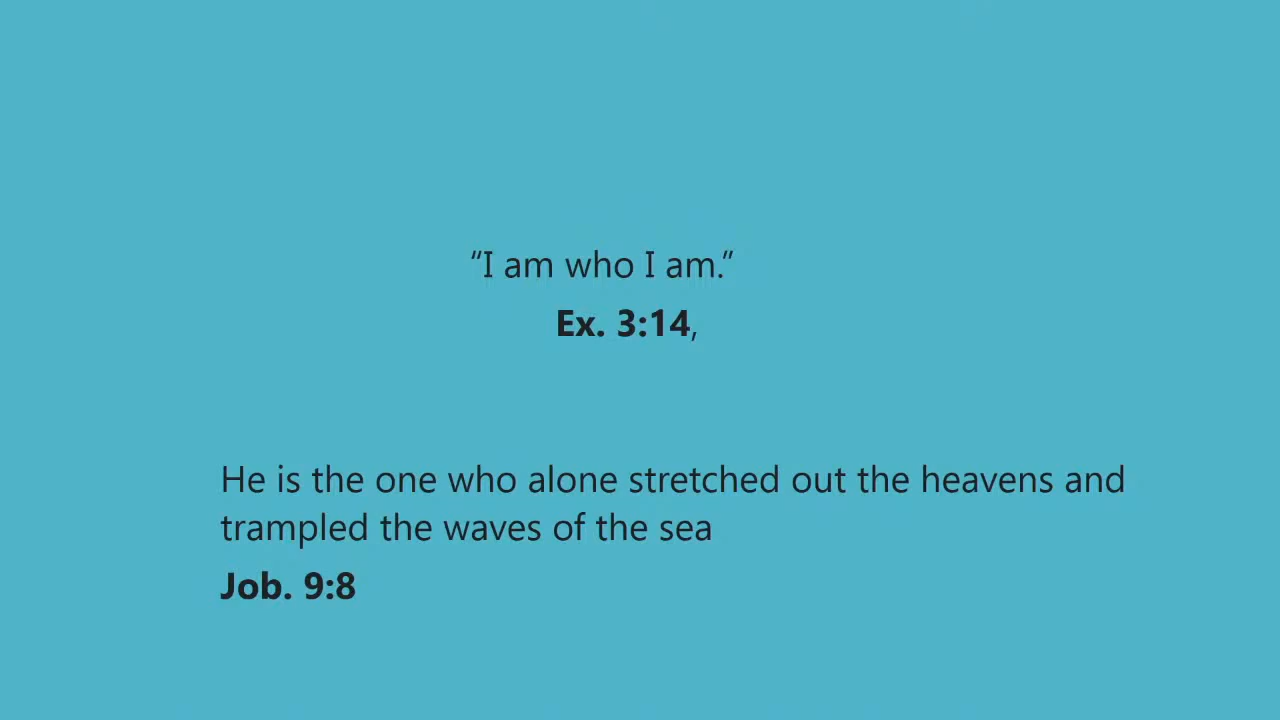 “I am who I am.”
Ex. 3:14,
He is the one who alone stretched out the heavens and
trampled the waves of the sea
Job. 9:8